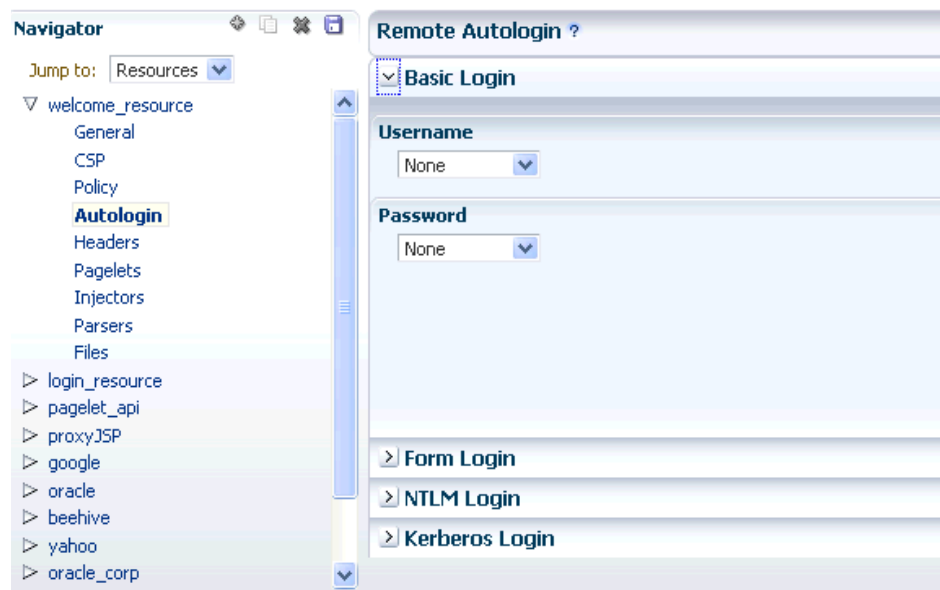 Navigator
Jump to: Resources
welcome_resource
General
CSP
Policy
Autologin
Headers
Pagelets
Injectors
Parsers
Files
login_resource
pagelet_api
proxyJSP
google
oracle
beehive
yahoo
oracle_corp
Remote Autologin ?
Basic Login
Username
None
Password
None
Form Login
NTLM Login
Kerberos Login